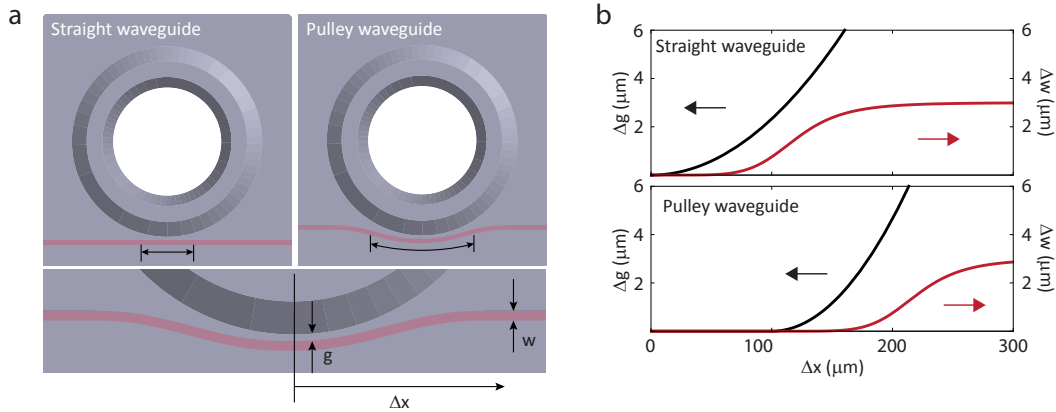 a
Straight waveguide
Pulley waveguide
g
w
Δx
b
6
4
2
Δg (μm)
Straight waveguide
6
4
2
Δw (μm)
6
4
2
Δg (μm)
Pulley waveguide
6
4
2
Δw (μm)
0
100
200
300
Δx (μm)